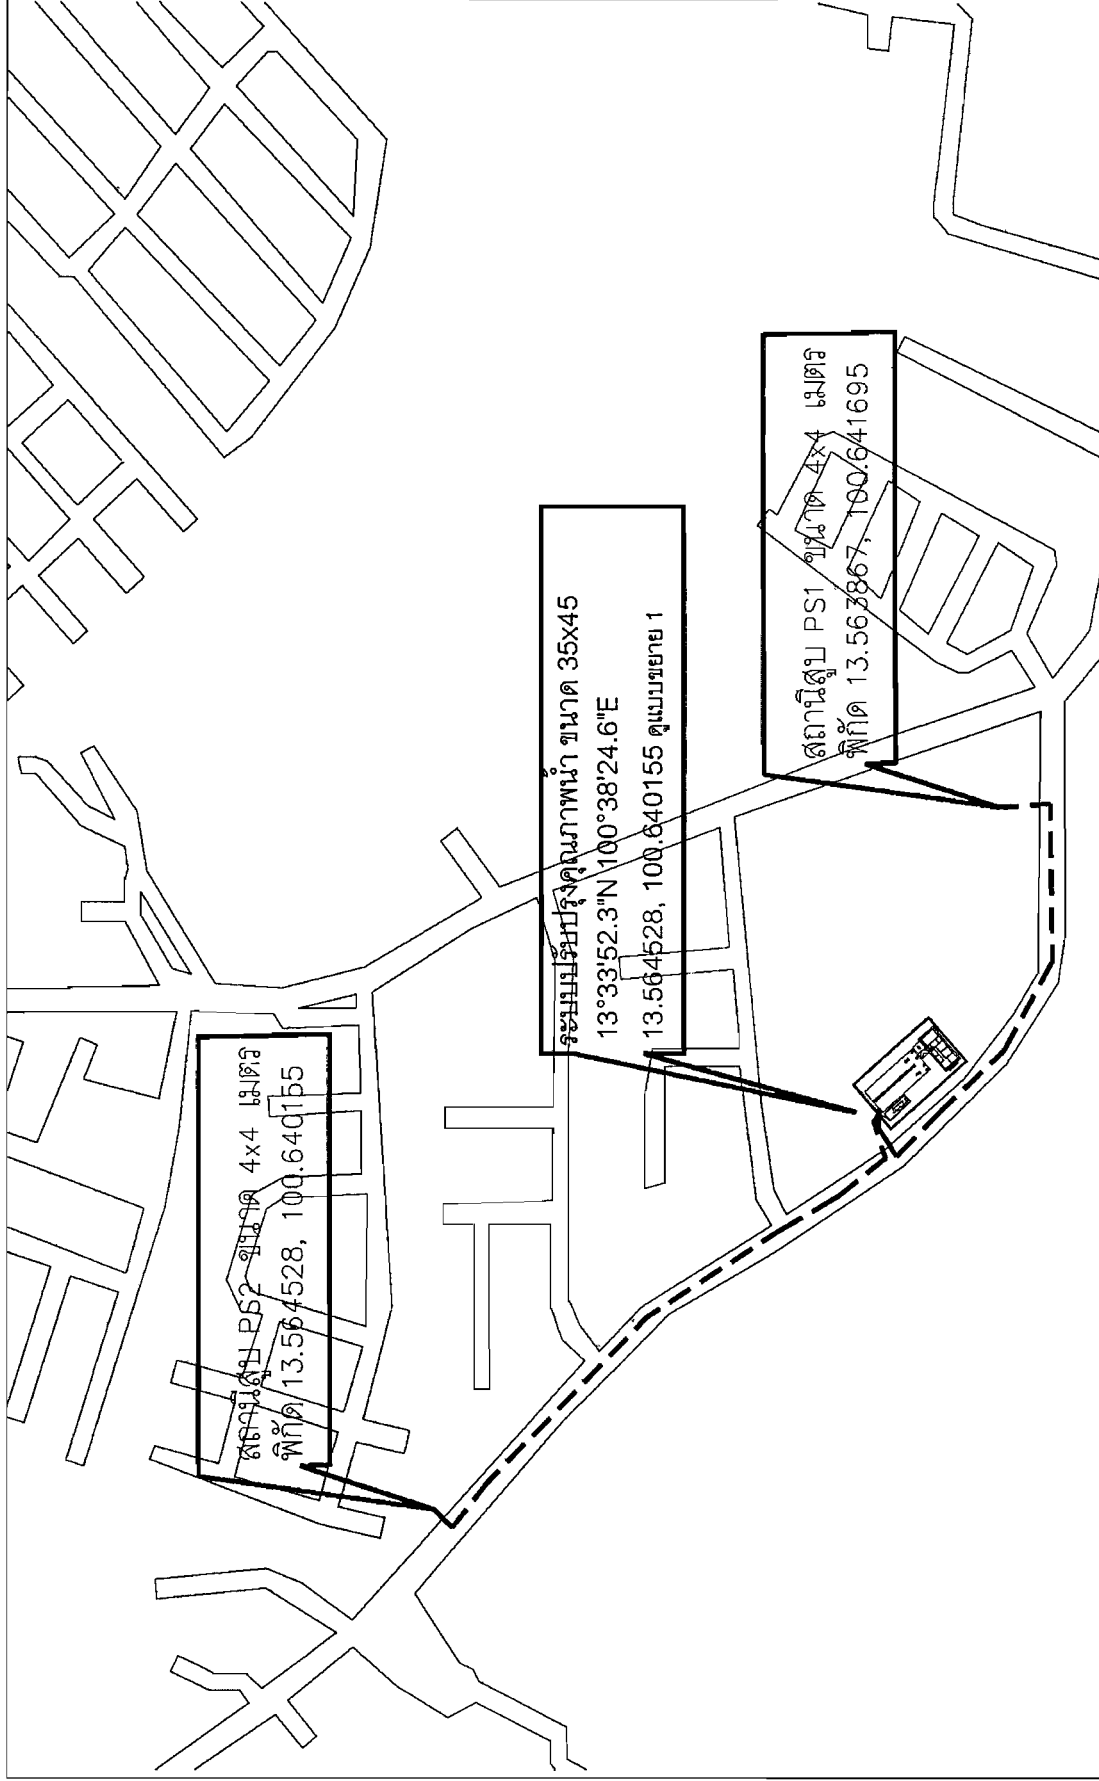 สถานีสูบ PS2 ขนาด 4x4 เมตร
พิกัด 13.564528, 100.640155
ระบบปรับปรุงคุณภาพน้ำ ขนาด 35x45
13°33'52.3"N 100°38'24.6"E
13.564528, 100.640155 ดูแบบขยาย 1
สถานีสูบ PS1 ขนาด 4x4 เมตร
พิกัด 13.563867, 100.641695